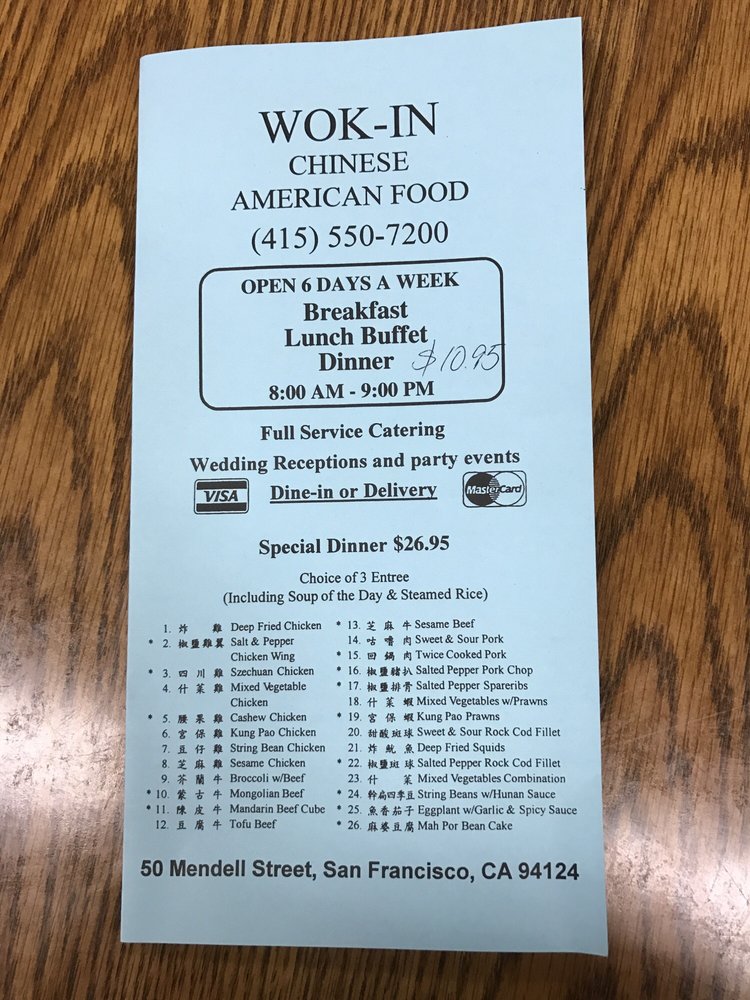 WOK-IN
CHINESE
AMERICAN FOOD
(415) 550-7200
OPEN 6 DAYS A WEEK
Breakfast
Lunch Buffet
Dinner $10.95
8:00 AM - 9:00 PM
Full Service Catering
Wedding Receptions and party events
VISA
Dine-in or Delivery
MasterCard
Special Dinner $26.95
Choice of 3 Entree
(Including Soup of the Day & Steamed Rice)
1. 炸 雞 Deep Fried Chicken
* 2. 椒鹽雞翼 Salt & Pepper
Chicken Wing
* 3. 四 川 雞 Szechuan Chicken
4. 什 菜 雞 Mixed Vegetable
Chicken
* 5. 腰 果 雞 Cashew Chicken
6. 宮 保 雞 Kung Pao Chicken
7. 豆 仔 雞 String Bean Chicken
8. 芝 麻 雞 Sesame Chicken
9. 芥 蘭 牛 Broccoli w/Beef
* 10. 蒙 古 牛 Mongolian Beef
* 11. 陳 皮 牛 Mandarin Beef Cube
12. 豆 腐 牛 Tofu Beef
* 13. 芝 麻 牛 Sesame Beef
14. 咕 嚕 肉 Sweet & Sour Pork
* 15. 回 鍋 肉 Twice Cooked Pork
* 16. 椒鹽豬扒 Salted Pepper Pork Chop
* 17. 椒鹽排骨 Salted Pepper Spareribs
18. 什 菜 蝦 Mixed Vegetables w/Prawns
* 19. 宮 保 蝦 Kung Pao Prawns
20. 甜酸斑球 Sweet & Sour Rock Cod Fillet
21. 炸 魷 魚 Deep Fried Squids
* 22. 椒鹽斑球 Salted Pepper Rock Cod Fillet
23. 什 菜 Mixed Vegetables Combination
* 24. 幹扁四季豆 String Beans w/Hunan Sauce
* 25. 魚香茄子 Eggplant w/Garlic & Spicy Sauce
* 26. 麻婆豆腐 Mah Por Bean Cake
50 Mendell Street, San Francisco, CA 94124